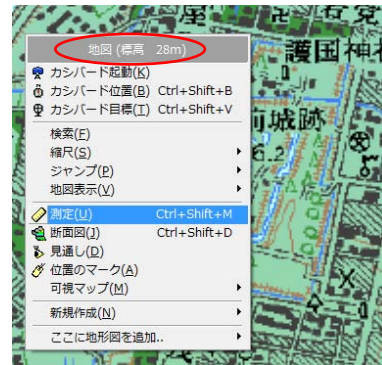 地図 (標高　28m)
カシバード起動(K)
カシバード位置(B) Ctrl+Shift+B
カシバード目標(T) Ctrl+Shift+V
検索(F)
縮尺(S)
ジャンプ(P)
地図表示(V)
測定(U) Ctrl+Shift+M
断面図(J) Ctrl+Shift+D
見通し(D)
位置のマーク(A)
可視マップ(M)
新規作成(N)
ここに地形図を追加..
護国神
城跡
6.2